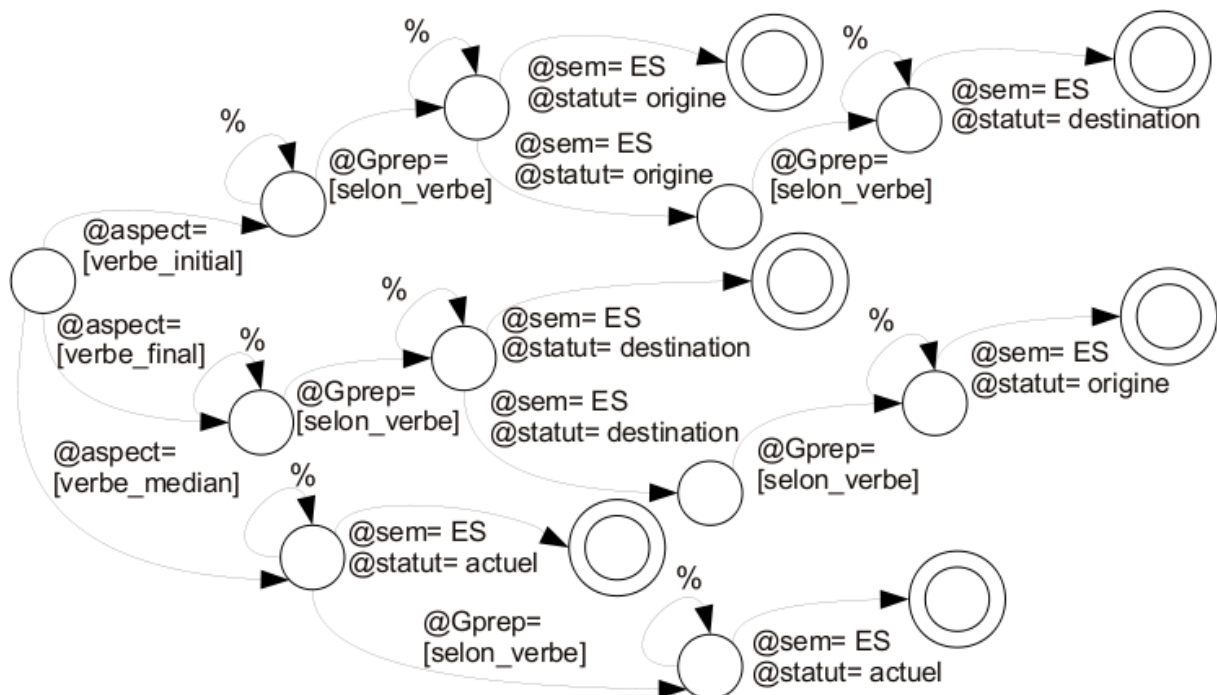 %
@sem= ES
@statut= origine
%
@sem= ES
@statut= destination
%
@Gprep=
[selon_verbe]
@sem= ES
@statut= origine
@Gprep=
[selon_verbe]
@aspect=
[verbe_initial]
%
@sem= ES
@statut= destination
@aspect=
[verbe_final]
%
@Gprep=
[selon_verbe]
@sem= ES
@statut= destination
%
@sem= ES
@statut= origine
@Gprep=
[selon_verbe]
@aspect=
[verbe_median]
%
@sem= ES
@statut= actuel
@Gprep=
[selon_verbe]
%
@sem= ES
@statut= actuel